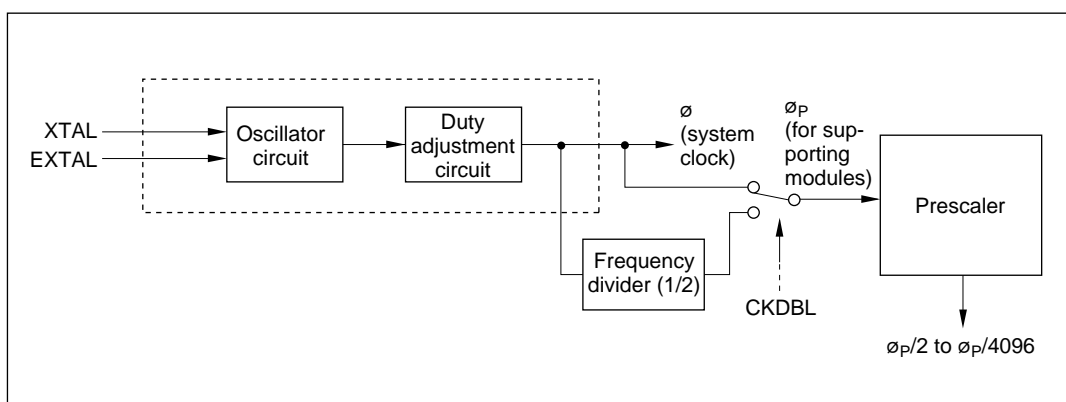 XTAL
EXTAL
Oscillator
circuit
Duty
adjustment
circuit
ø
(system
clock)
øP
(for sup-
porting
modules)
Prescaler
Frequency
divider (1/2)
CKDBL
øP/2 to øP/4096